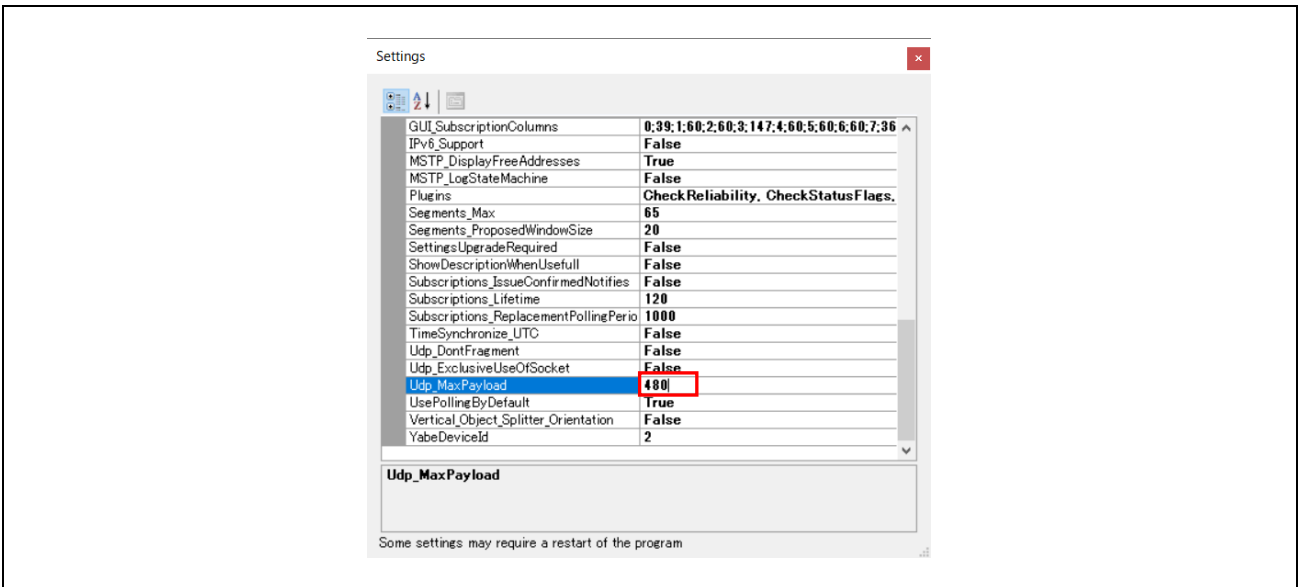 Settings
GUI_SubscriptionColumns 0;39;1;60;2;60;3;147;4;60;5;60;6;60;7;36
IPv6_Support False
MSTP_DisplayFreeAddresses True
MSTP_LogStateMachine False
Plugins CheckReliability, CheckStatusFlags,
Segments_Max 65
Segments_ProposedWindowSize 20
SettingsUpgradeRequired False
ShowDescriptionWhenUsefull False
Subscriptions_IssueConfirmedNotifies False
Subscriptions_Lifetime 120
Subscriptions_ReplacementPollingPerio 1000
TimeSynchronize_UTC False
Udp_DontFragment False
Udp_ExclusiveUseOfSocket False
Udp_MaxPayload 480
UsePollingByDefault True
Vertical_Object_Splitter_Orientation False
YabeDeviceId 2
Udp_MaxPayload
Some settings may require a restart of the program